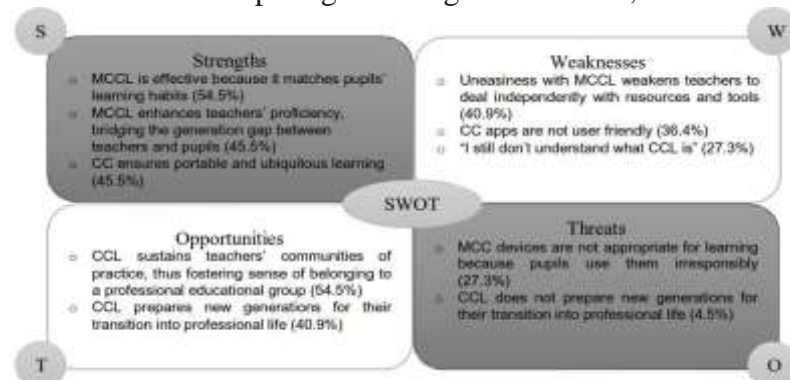 S
W
Strengths
MCCL is effective because it matches pupils'
learning habits (54.5%)
MCCL enhances teachers' proficiency,
bridging the generation gap between
teachers and pupils (45.5%)
CC ensures portable and ubiquitous learning
(45.5%)
Weaknesses
Uneasiness with MCCL weakens teachers to
deal independently with resources and tools
(40.9%)
CC apps are not user friendly (36.4%)
"I still don't understand what CCL is" (27.3%)
SWOT
Opportunities
CCL sustains teachers' communities of
practice, thus fostering sense of belonging to
a professional educational group (54.5%)
CCL prepares new generations for their
transition into professional life (40.9%)
Threats
MCC devices are not appropriate for learning
because pupils use them irresponsibly
(27.3%)
CCL does not prepare new generations for
their transition into professional life (4.5%)
T
O